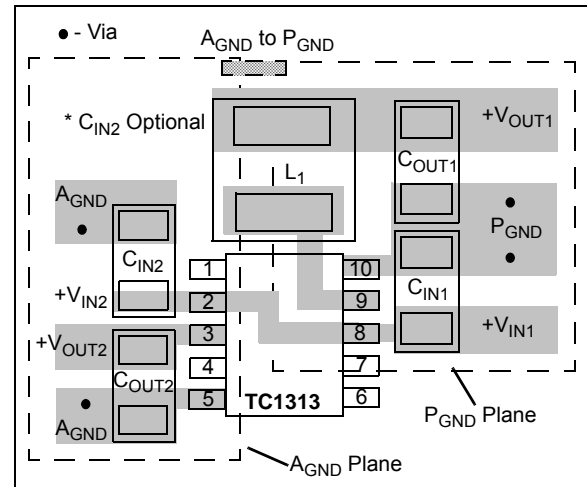 ● - Via
AGND to PGND
* CIN2 Optional
+VOUT1
COUT1
L1
AGND
PGND
CIN2
CIN1
1
10
+VIN2
2
9
+VOUT2
3
8
+VIN1
4
7
COUT2
5
TC1313
6
AGND
PGND Plane
AGND Plane